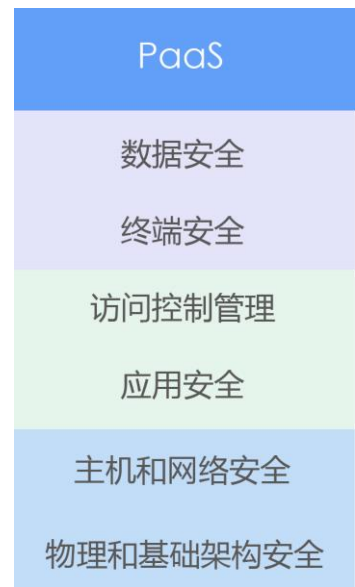 PaaS
数据安全
终端安全
访问控制管理
应用安全
主机和网络安全
物理和基础架构安全